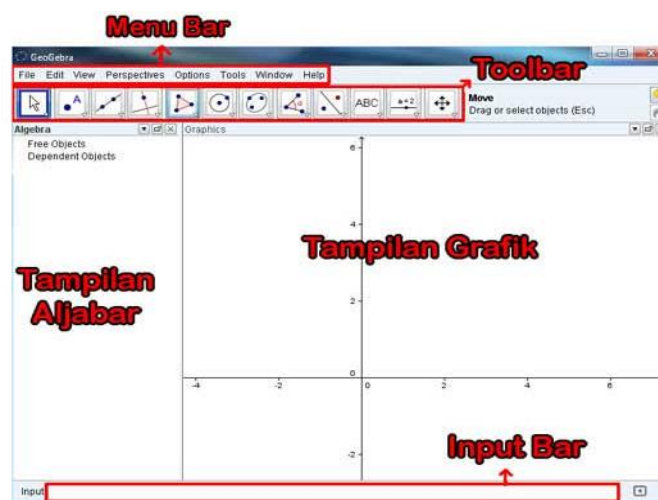 Menu Bar
GeoGebra
File Edit View Perspectives Options Tools Window Help
Toolbar
A ABC a=2
Move
Drag or select objects (Esc)
Algebra
Graphics
Free Objects
Dependent Objects
6
4
Tampilan Grafik
Tampilan
Aljabar
2
0
-4 -2 0 2 4 6
Input Bar
-2
Input